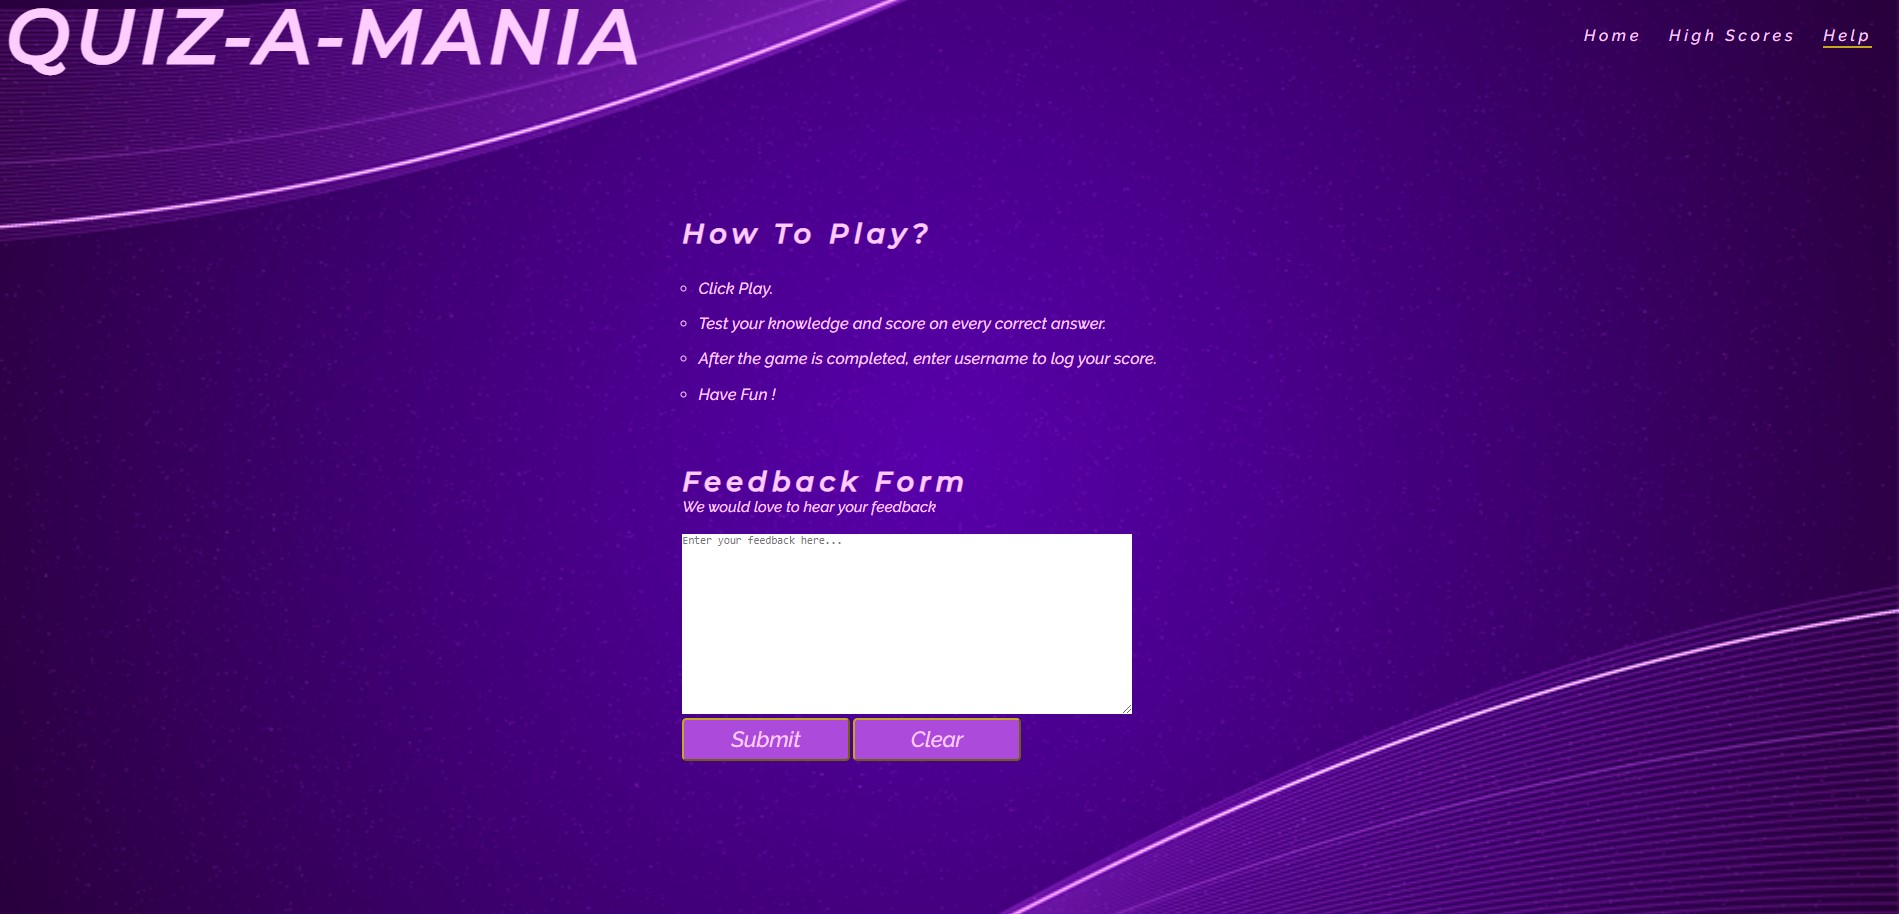 QUIZ-A-MANIA
Home High Scores Help
How To Play?
Click Play.
Test your knowledge and score on every correct answer.
After the game is completed, enter username to log your score.
Have Fun !
Feedback Form
We would love to hear your feedback
Enter your feedback here...
Submit Clear